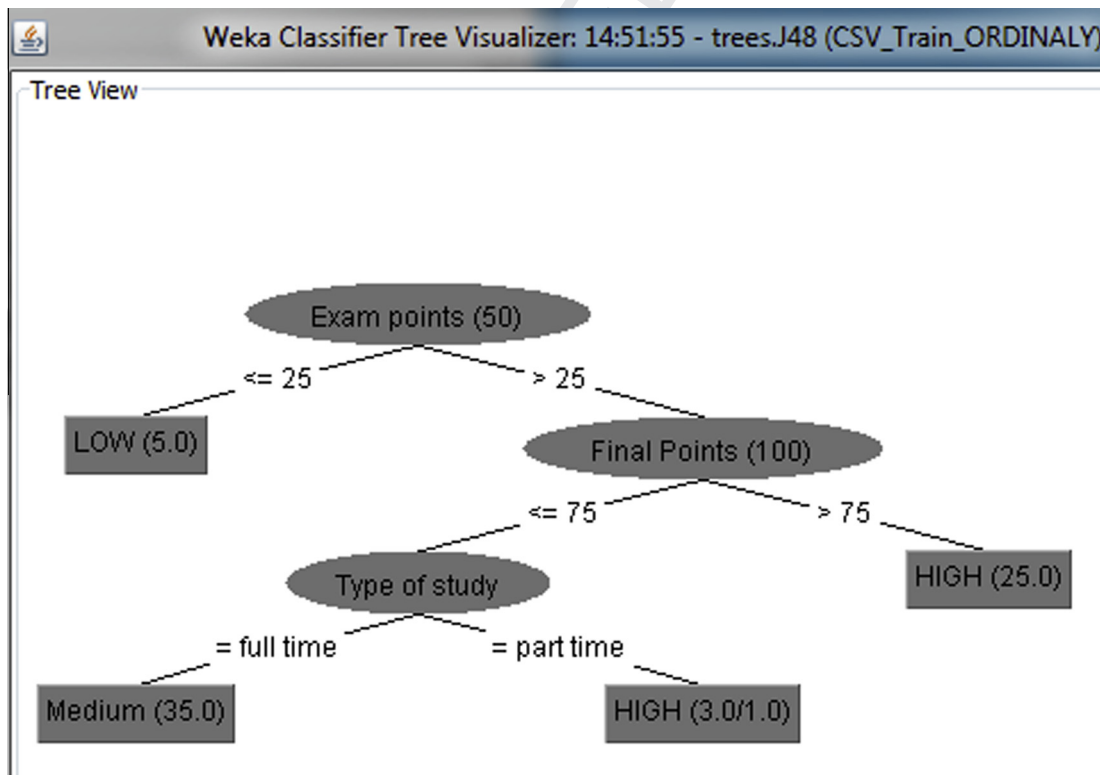 Weka Classifier Tree Visualizer: 14:51:55 - trees.J48 (CSV_Train_ORDINALY)
Tree View
Exam points (50)
<= 25
> 25
LOW (5.0)
Final Points (100)
<= 75
> 75
Type of study
HIGH (25.0)
= full time
= part time
Medium (35.0)
HIGH (3.0/1.0)